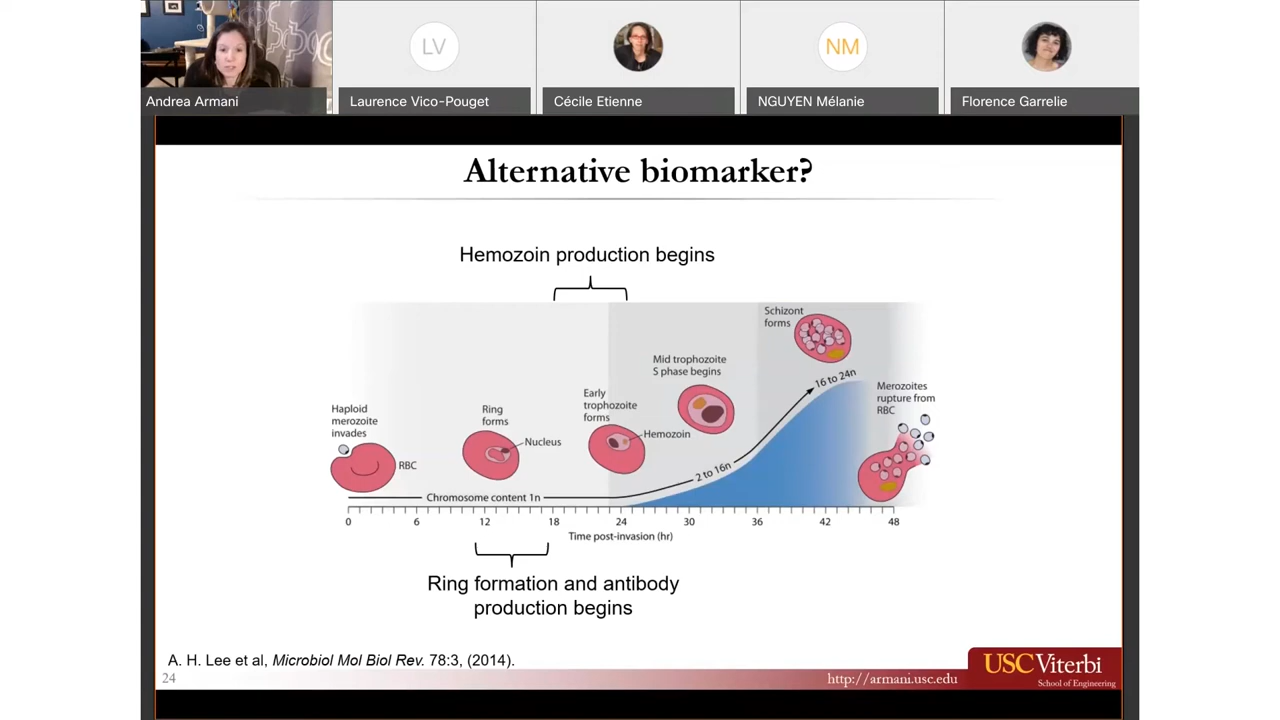 LV
NM
Andrea Armani
Laurence Vico-Pouget
Cécile Etienne
NGUYEN Mélanie
Florence Garrelie
Alternative biomarker?
Hemozoin production begins
Schizont
forms
Mid trophozoite
S phase begins
16 to 24n
Merozoites
rupture from
RBC
Early
trophozoite
forms
Haploid
merozoite
invades
Ring
forms
Nucleus
Hemozoin
RBC
2 to 16n
Chromosome content 1n
0 6 12 18 24 30 36 42 48
Time post-invasion (hr)
Ring formation and antibody
production begins
A. H. Lee et al, Microbiol Mol Biol Rev. 78:3, (2014).
24
http://armani.usc.edu
USC Viterbi
School of Engineering